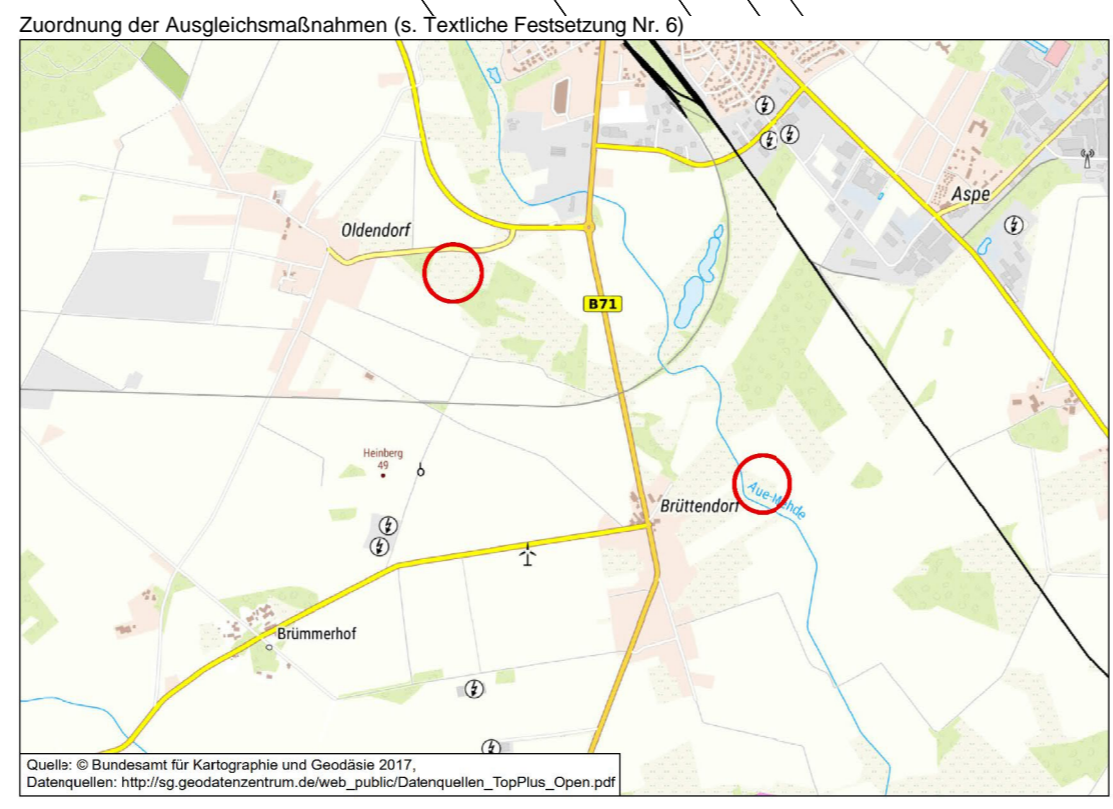 Zuordnung der Ausgleichsmaßnahmen (s. Textliche Festsetzung Nr. 6)
Aspe
Oldendorf
B71
Heinberg
49
Aue-Mehde
Brüttendorf
Brümmerhof
Quelle: © Bundesamt für Kartographie und Geodäsie 2017,
Datenquellen: http://sg.geodatenzentrum.de/web_public/Datenquellen_TopPlus_Open.pdf